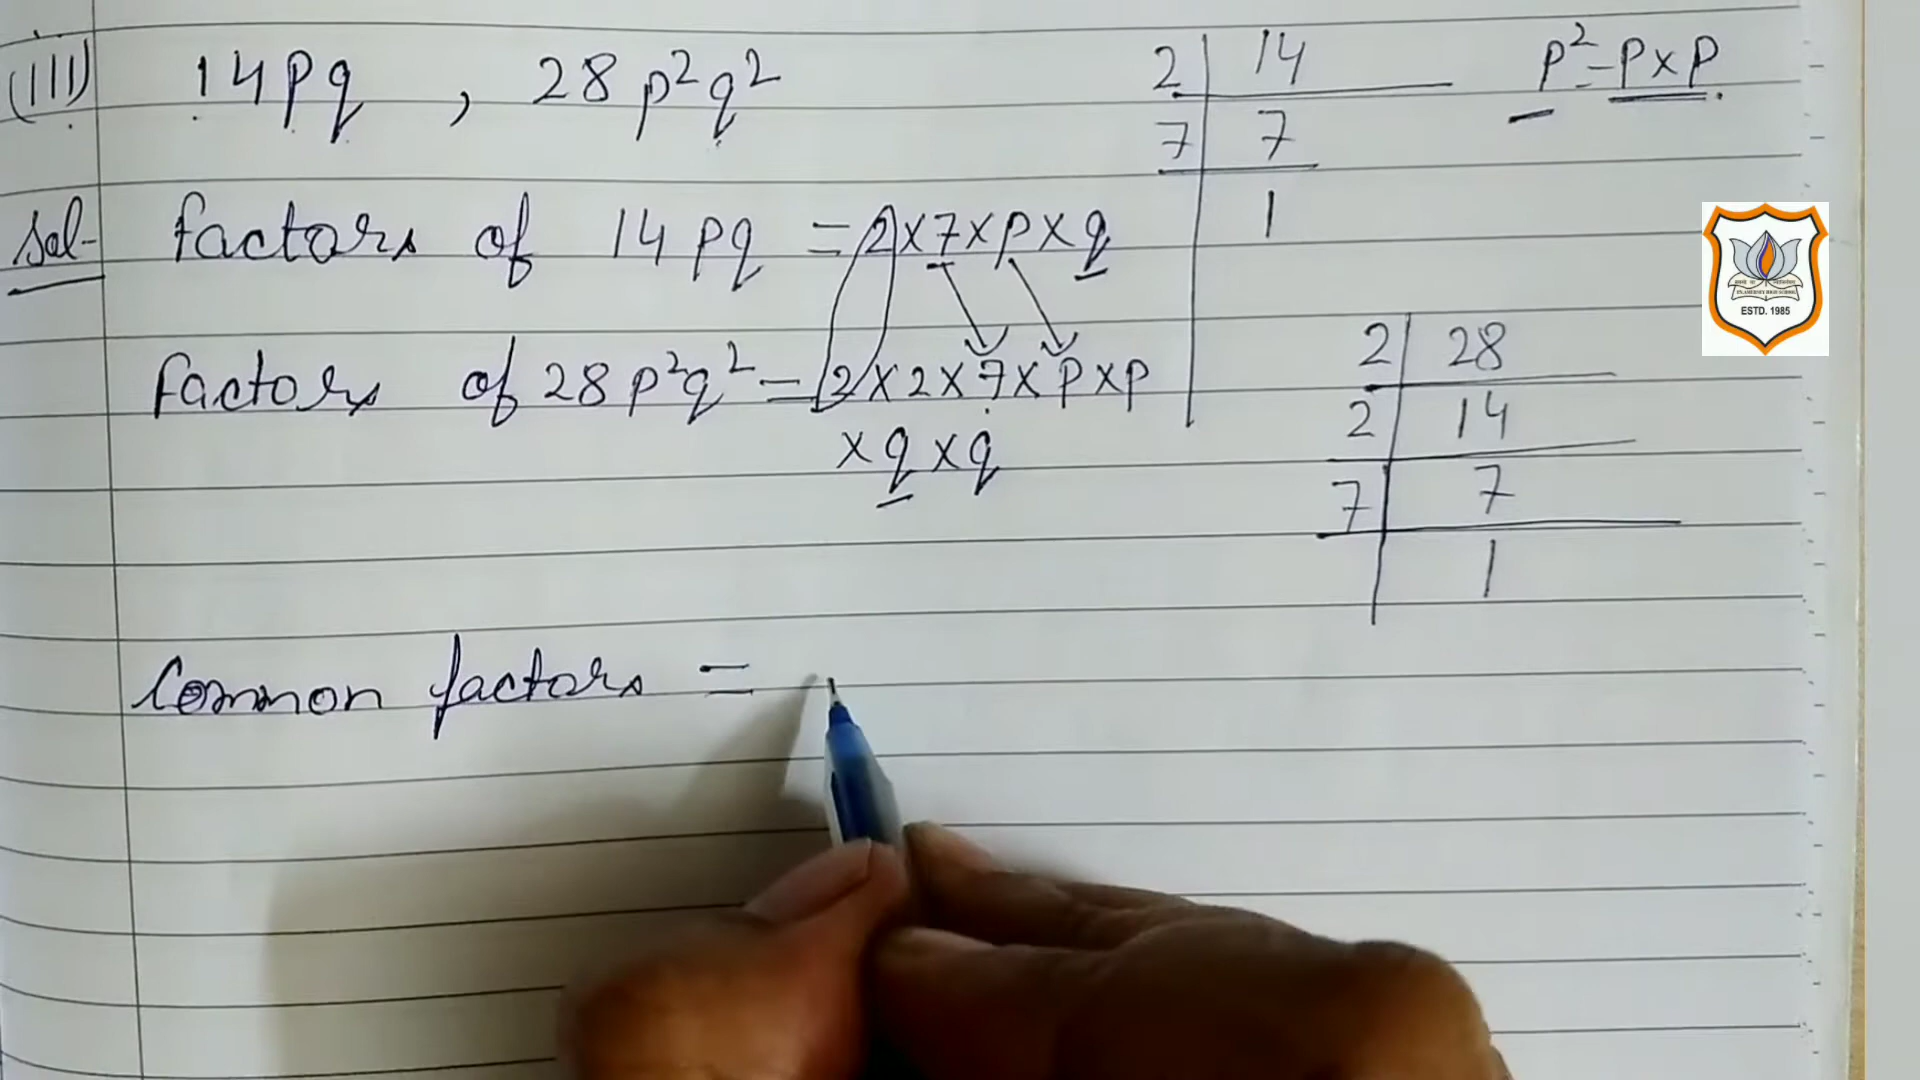 (III) 14pq , 28p²q²
Sol- factors of 14pq = 2×7×p×q
factors of 28p²q² = 2×2×7×p×p
×q×q
Common factors =
2 | 14
7 | 7
1
p² = p×p
2 | 28
2 | 14
7 | 7
1
ESTD. 1985